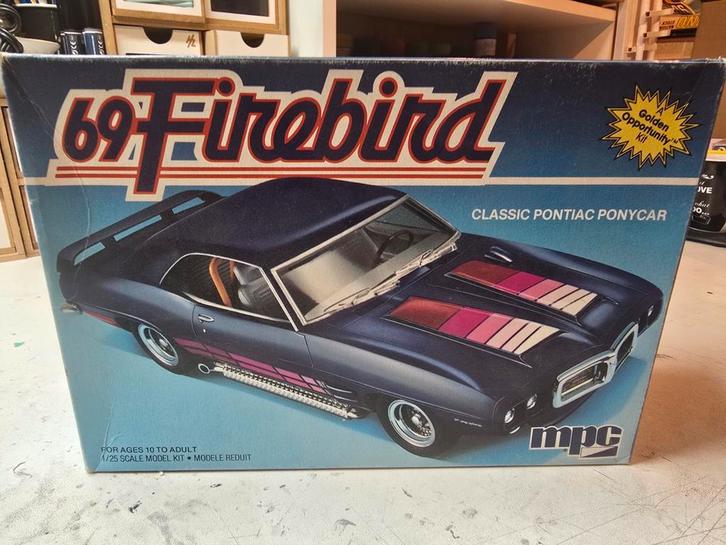 69 Firebird
A
Golden
Opportunity™
Kit
CLASSIC PONTIAC PONYCAR
FOR AGES 10 TO ADULT
1/25 SCALE MODEL KIT • MODELE REDUIT
mpc